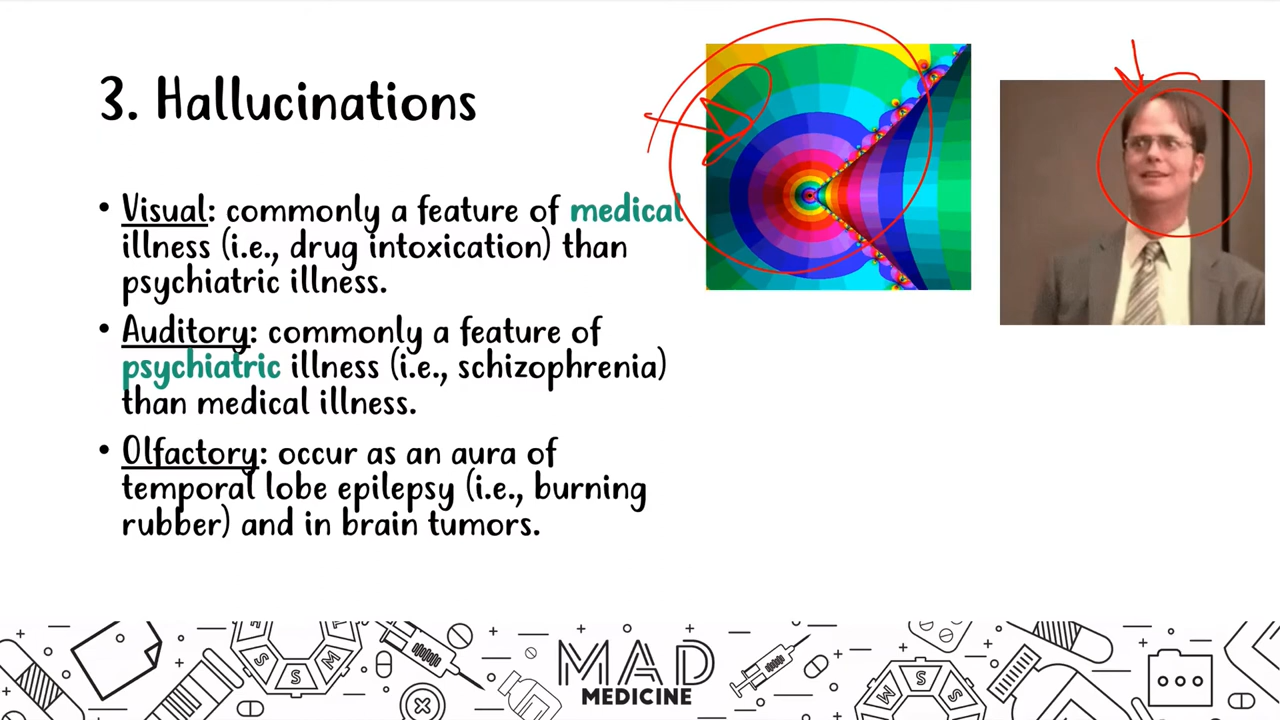 3. Hallucinations
• Visual: commonly a feature of medical
illness (i.e., drug intoxication) than
psychiatric illness.
• Auditory: commonly a feature of
psychiatric illness (i.e., schizophrenia)
than medical illness.
• Olfactory: occur as an aura of
temporal lobe epilepsy (i.e., burning
rubber) and in brain tumors.
S S M
M S S
MAD
MEDICINE